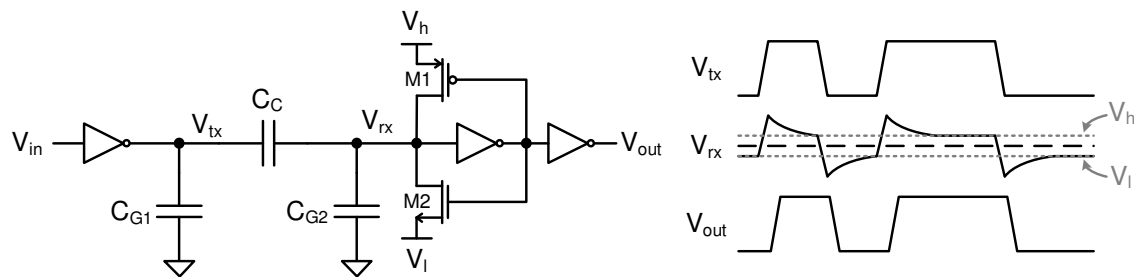 V_h
M1
C_C
V_in
V_tx
V_rx
V_out
M2
C_G1
C_G2
V_l
V_tx
V_h
V_rx
V_l
V_out